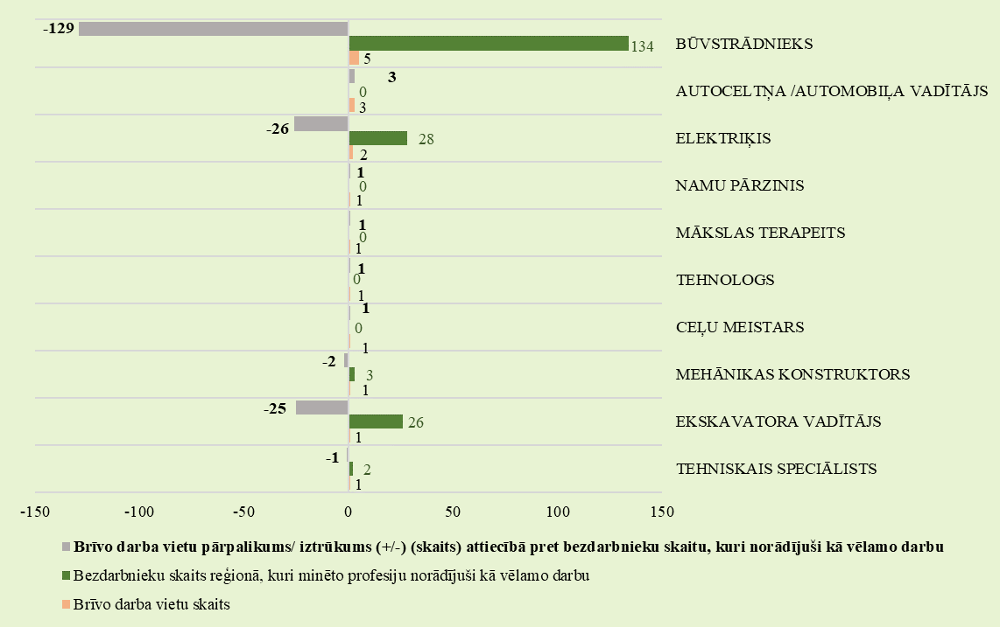 -129
134
5
BŪVSTRĀDNIEKS
3
0
3
AUTOCELTŅA /AUTOMOBIĻA VADĪTĀJS
-26
28
2
ELEKTRIĶIS
1
0
1
NAMU PĀRZINIS
1
0
1
MĀKSLAS TERAPEITS
1
0
1
TEHNOLOGS
1
0
1
CEĻU MEISTARS
-2
3
1
MEHĀNIKAS KONSTRUKTORS
-25
26
1
EKSKAVATORA VADĪTĀJS
-1
2
1
TEHNISKAIS SPECIĀLISTS
-150 -100 -50 0 50 100 150
Brīvo darba vietu pārpalikums/ iztrūkums (+/-) (skaits) attiecībā pret bezdarbnieku skaitu, kuri norādījuši kā vēlamo darbu
Bezdarbnieku skaits reģionā, kuri minēto profesiju norādījuši kā vēlamo darbu
Brīvo darba vietu skaits